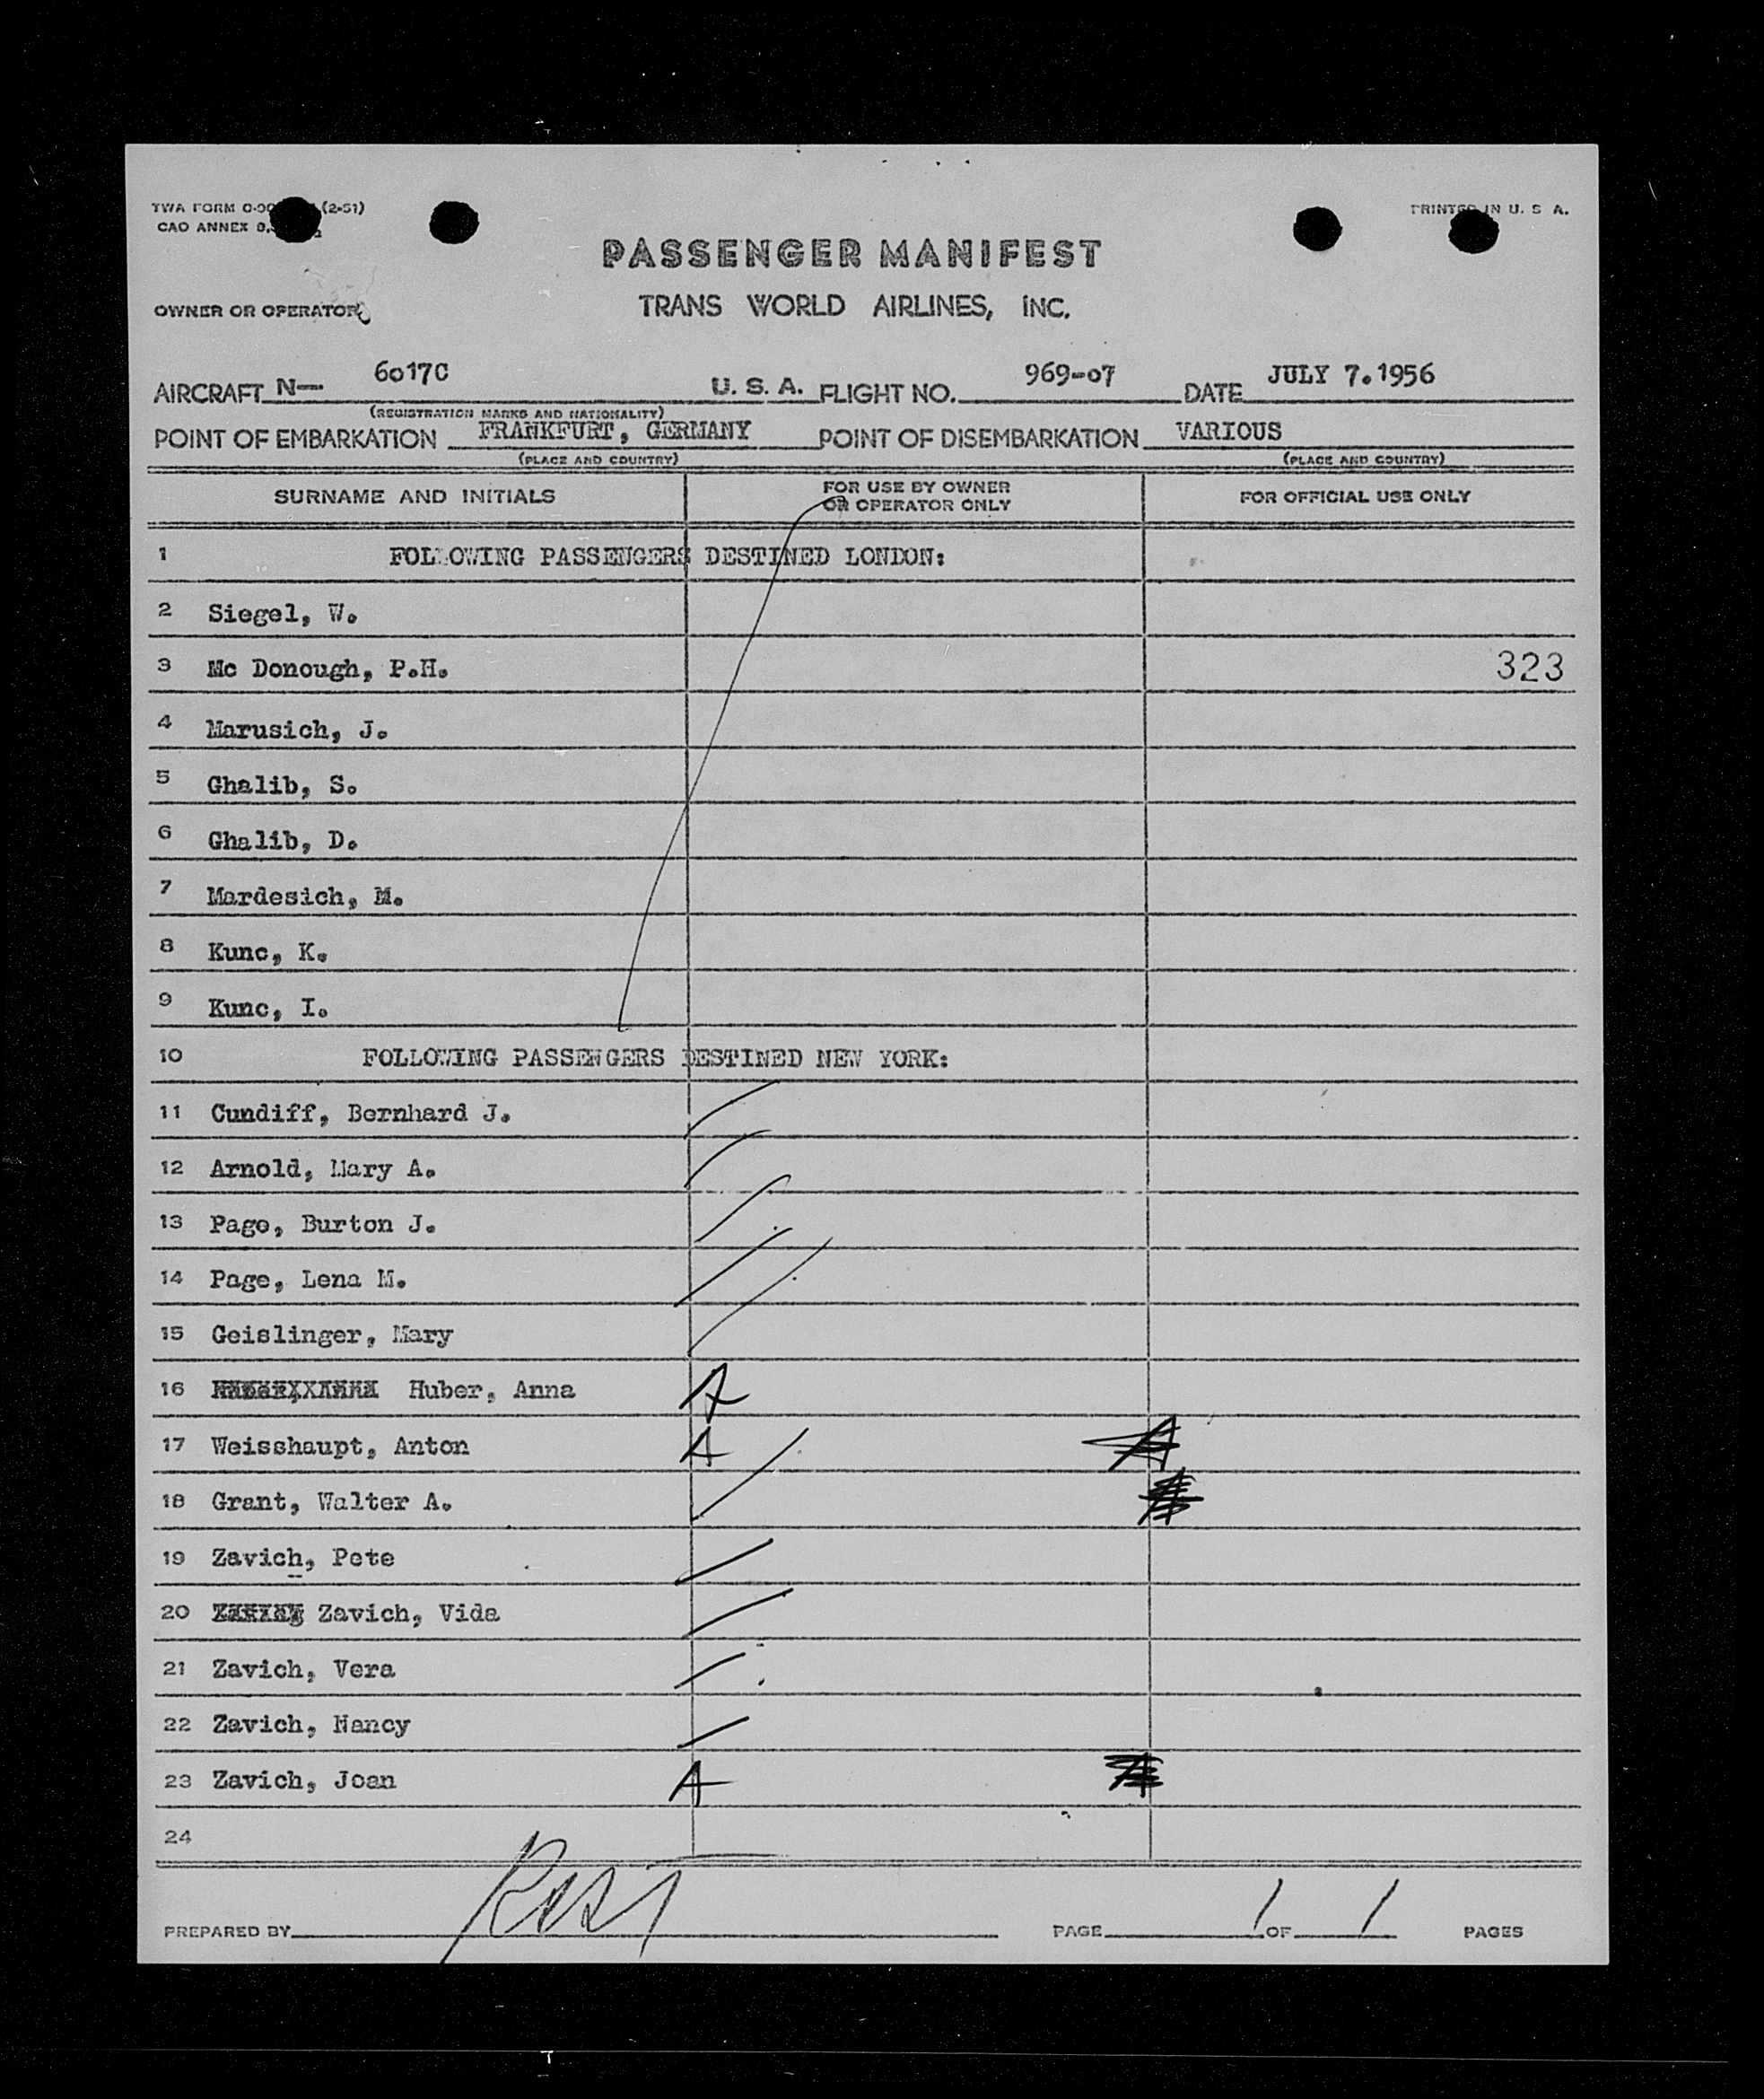 TWA FORM O-00 (2-51)
PRINTED IN U. S. A.
CAO ANNEX 9,
PASSENGER MANIFEST
OWNER OR OPERATOR
TRANS WORLD AIRLINES, INC.
AIRCRAFT N— 6017C U. S. A. FLIGHT NO. 969-07 DATE JULY 7.1956
(REGISTRATION MARKS AND NATIONALITY)
POINT OF EMBARKATION FRANKFURT, GERMANY POINT OF DISEMBARKATION VARIOUS
(PLACE AND COUNTRY) (PLACE AND COUNTRY)
SURNAME AND INITIALS FOR USE BY OWNER OR OPERATOR ONLY FOR OFFICIAL USE ONLY
1 FOLLOWING PASSENGERS DESTINED LONDON:
2 Siegel, W.
3 Mc Donough, P.H. 323
4 Marusich, J.
5 Ghalib, S.
6 Ghalib, D.
7 Mardesich, M.
8 Kunc, K.
9 Kunc, I.
10 FOLLOWING PASSENGERS DESTINED NEW YORK:
11 Cundiff, Bernhard J.
12 Arnold, Mary A.
13 Page, Burton J.
14 Page, Lena M.
15 Geislinger, Mary
16 Huber, Anna A
17 Weisshaupt, Anton A A
18 Grant, Walter A.
19 Zavich, Pete
20 Zavich, Vida
21 Zavich, Vera
22 Zavich, Nancy
23 Zavich, Joan A A
24
PREPARED BY PAGE 1 OF 1 PAGES